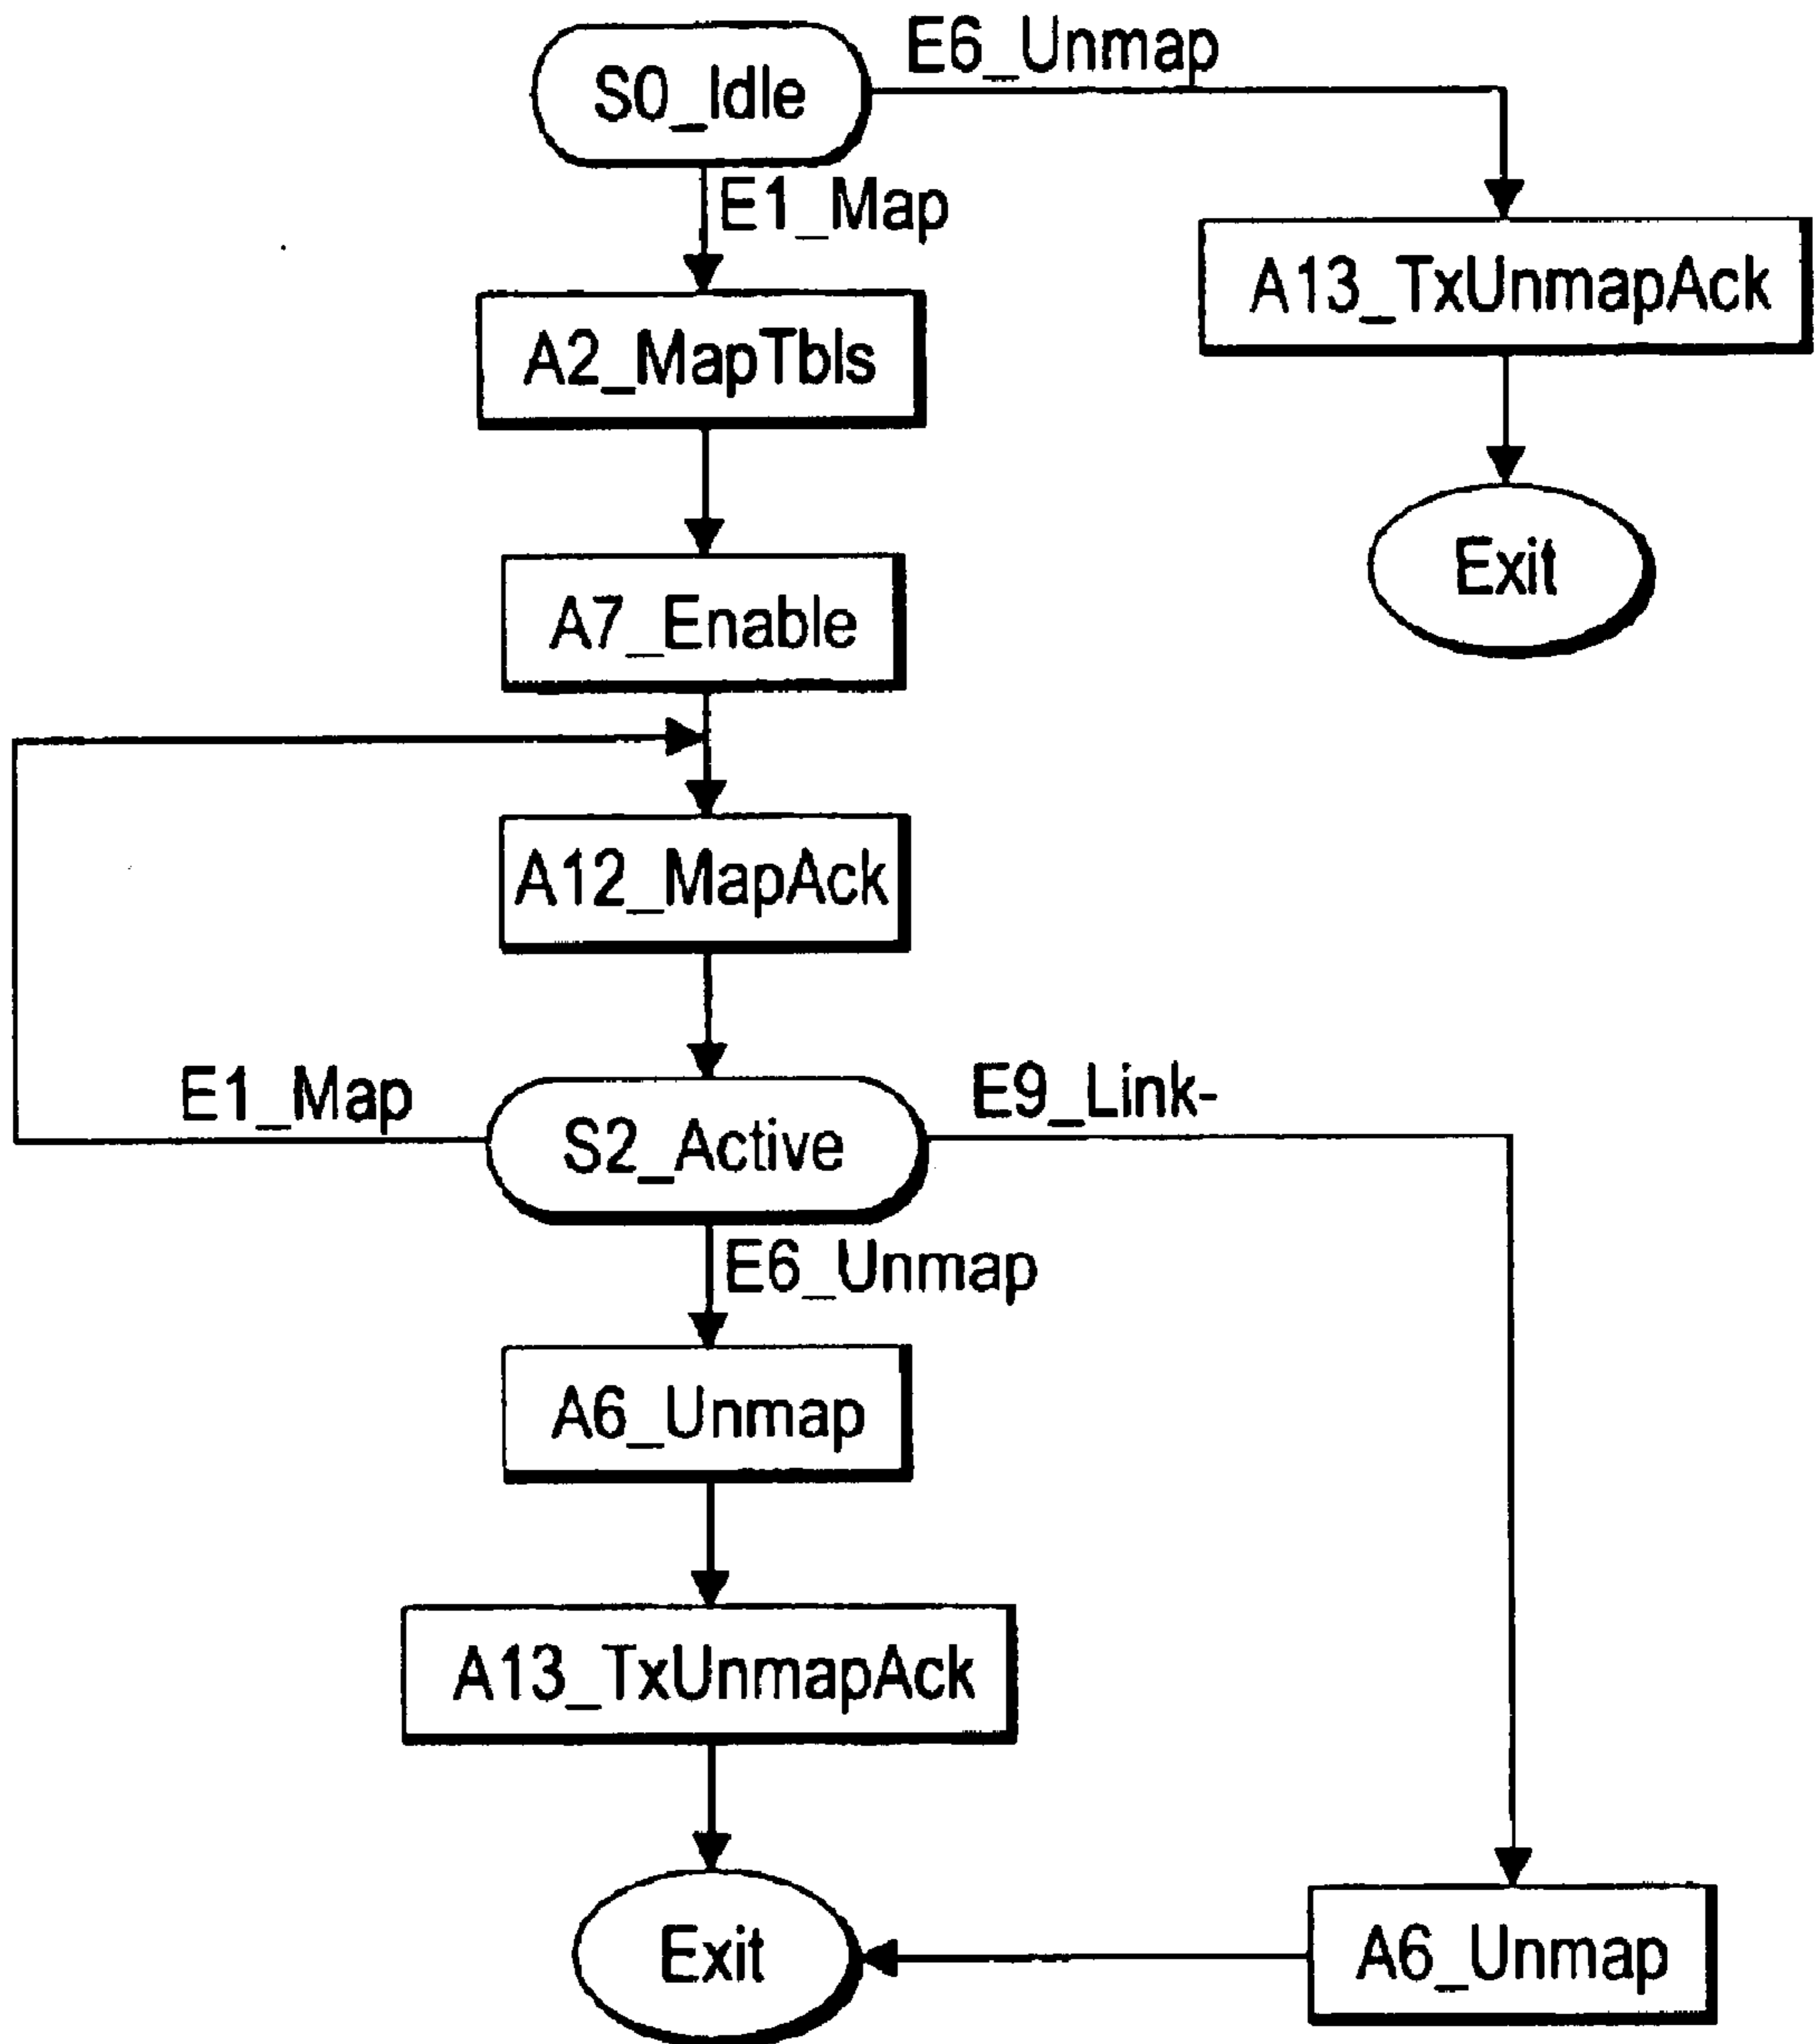 S0_Idle
E6_Unmap
E1_Map
A13_TxUnmapAck
A2_MapTbls
Exit
A7_Enable
A12_MapAck
E1_Map
S2_Active
E9_Link-
E6_Unmap
A6_Unmap
A13_TxUnmapAck
Exit
A6_Unmap